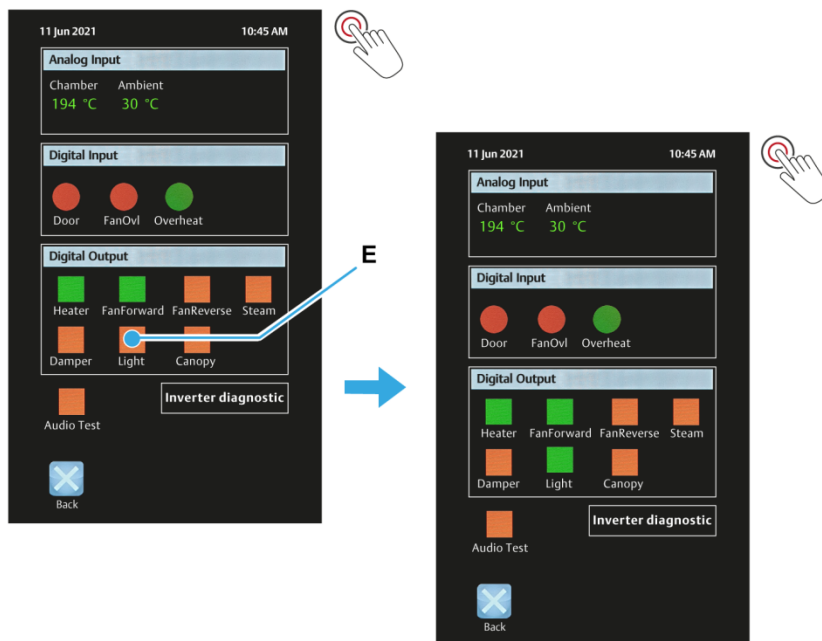 11 Jun 2021 10:45 AM
Analog Input
Chamber Ambient
194 °C 30 °C
Digital Input
Door FanOvl Overheat
Digital Output
Heater FanForward FanReverse Steam
Damper Light Canopy
Audio Test
Inverter diagnostic
Back
E
11 Jun 2021 10:45 AM
Analog Input
Chamber Ambient
194 °C 30 °C
Digital Input
Door FanOvl Overheat
Digital Output
Heater FanForward FanReverse Steam
Damper Light Canopy
Inverter diagnostic
Audio Test
Back